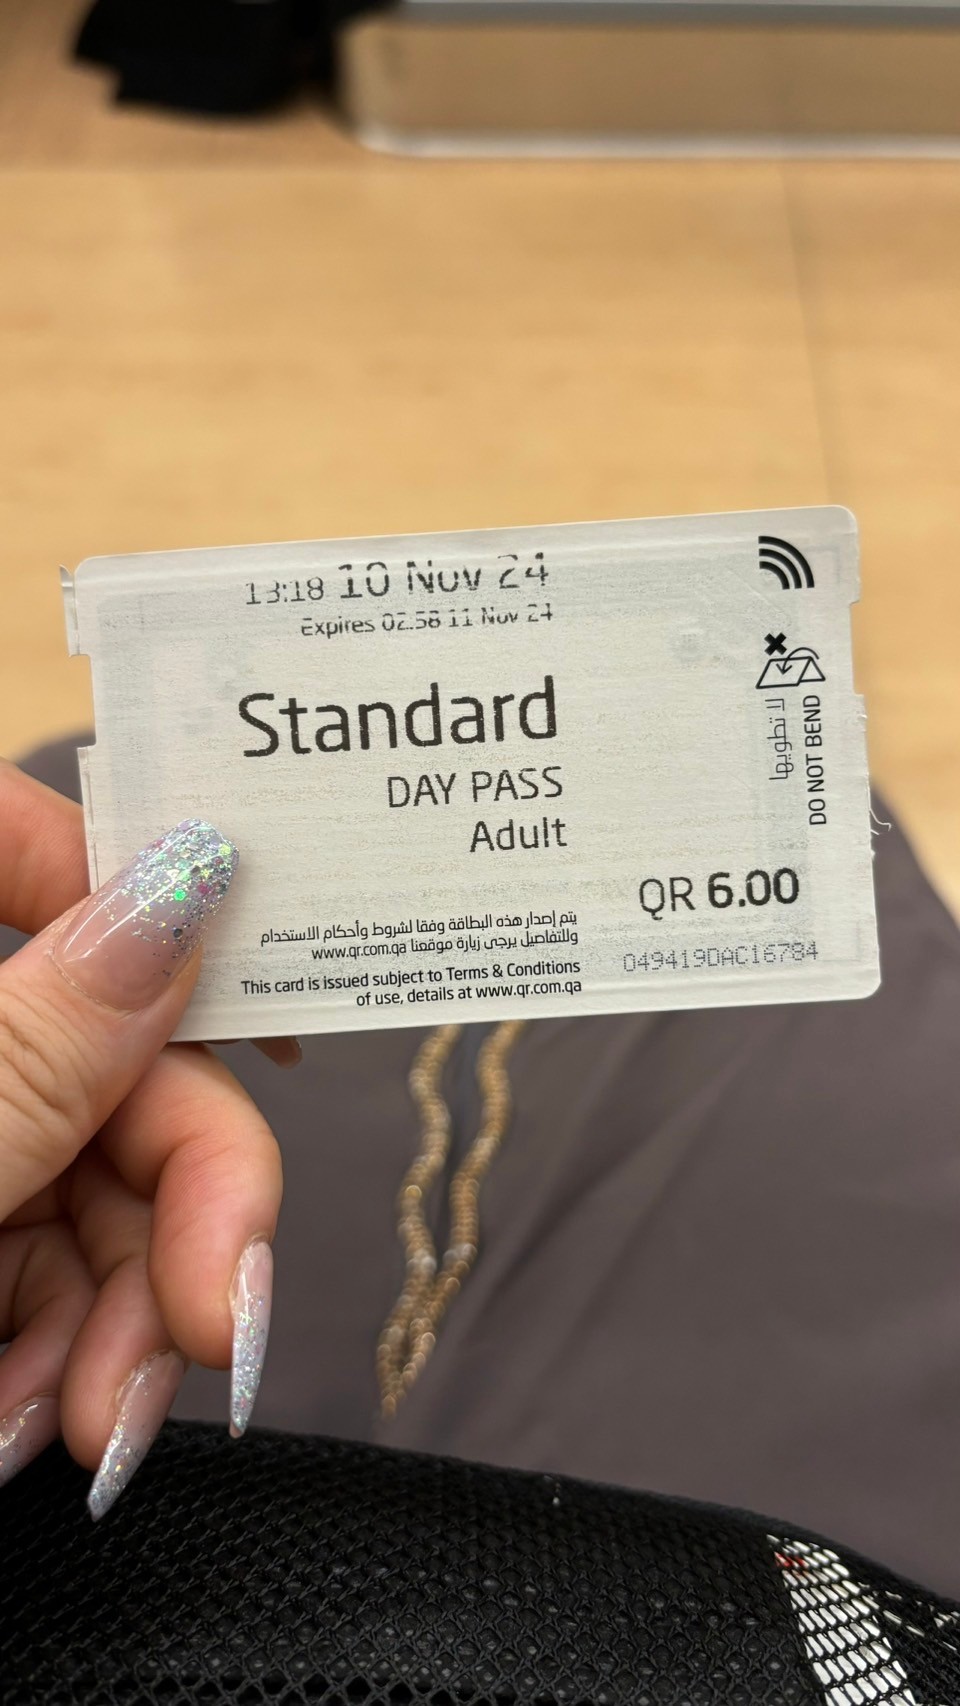 13:18 10 Nov 24
Expires 02:58 11 Nov 24
Standard
DAY PASS
Adult
QR 6.00
يتم إصدار هذه البطاقة وفقا لشروط وأحكام الاستخدام
وللتفاصيل يرجى زيارة موقعنا www.qr.com.qa
This card is issued subject to Terms & Conditions
of use, details at www.qr.com.qa
049419DAC16784
لا تطويها
DO NOT BEND